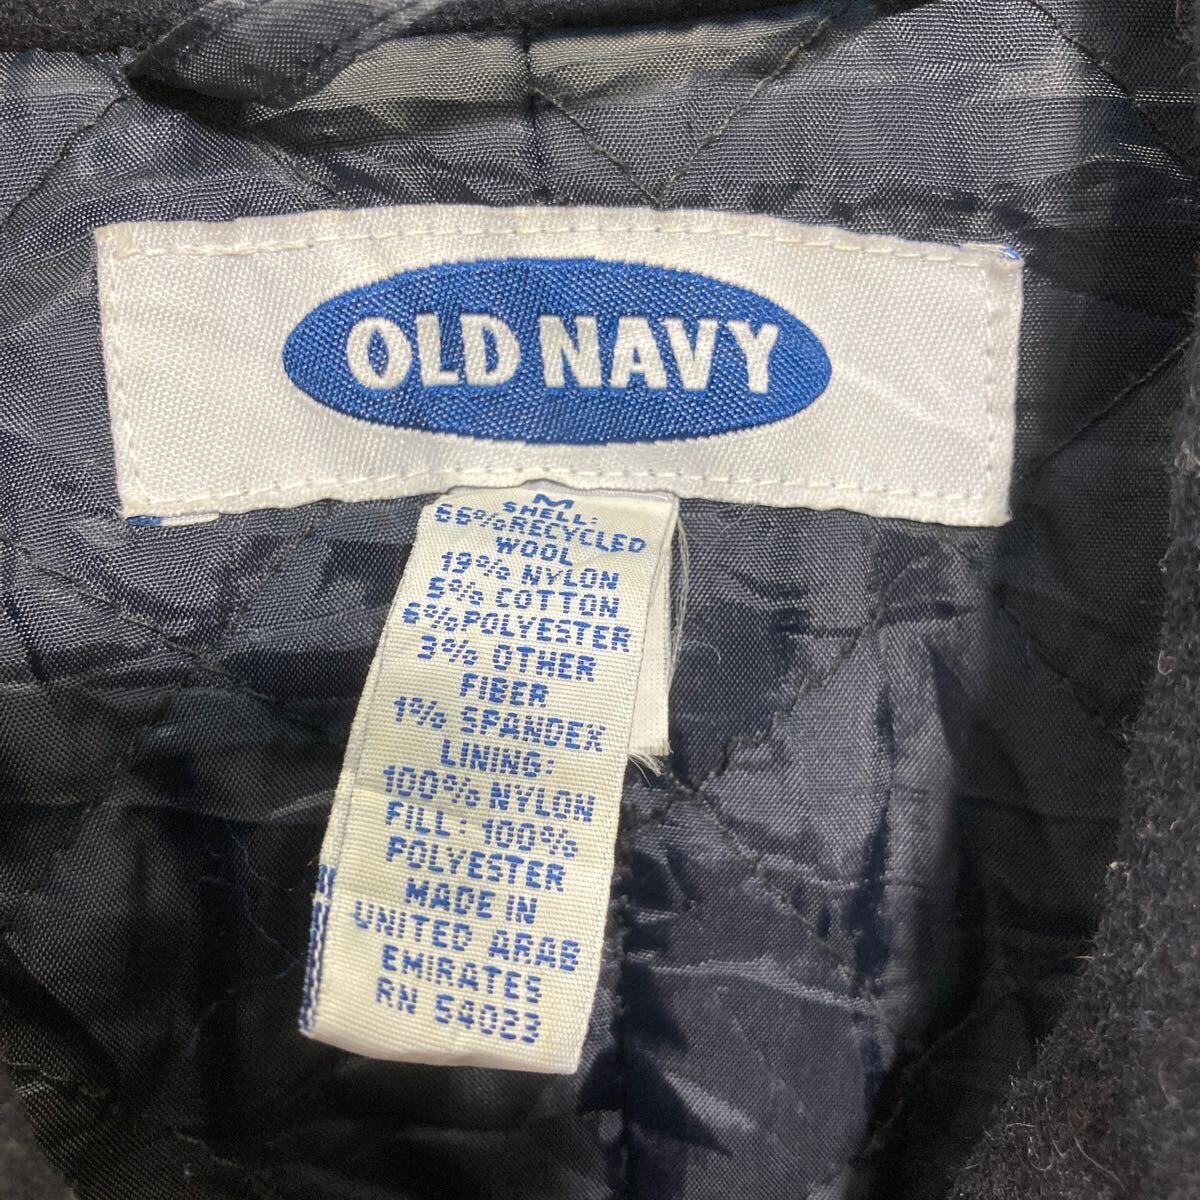 OLD NAVY
M
SHELL:
66% RECYCLED
WOOL
19% NYLON
5% COTTON
6% POLYESTER
3% OTHER
FIBER
1% SPANDEX
LINING:
100% NYLON
FILL: 100%
POLYESTER
MADE IN
UNITED ARAB
EMIRATES
RN 54023